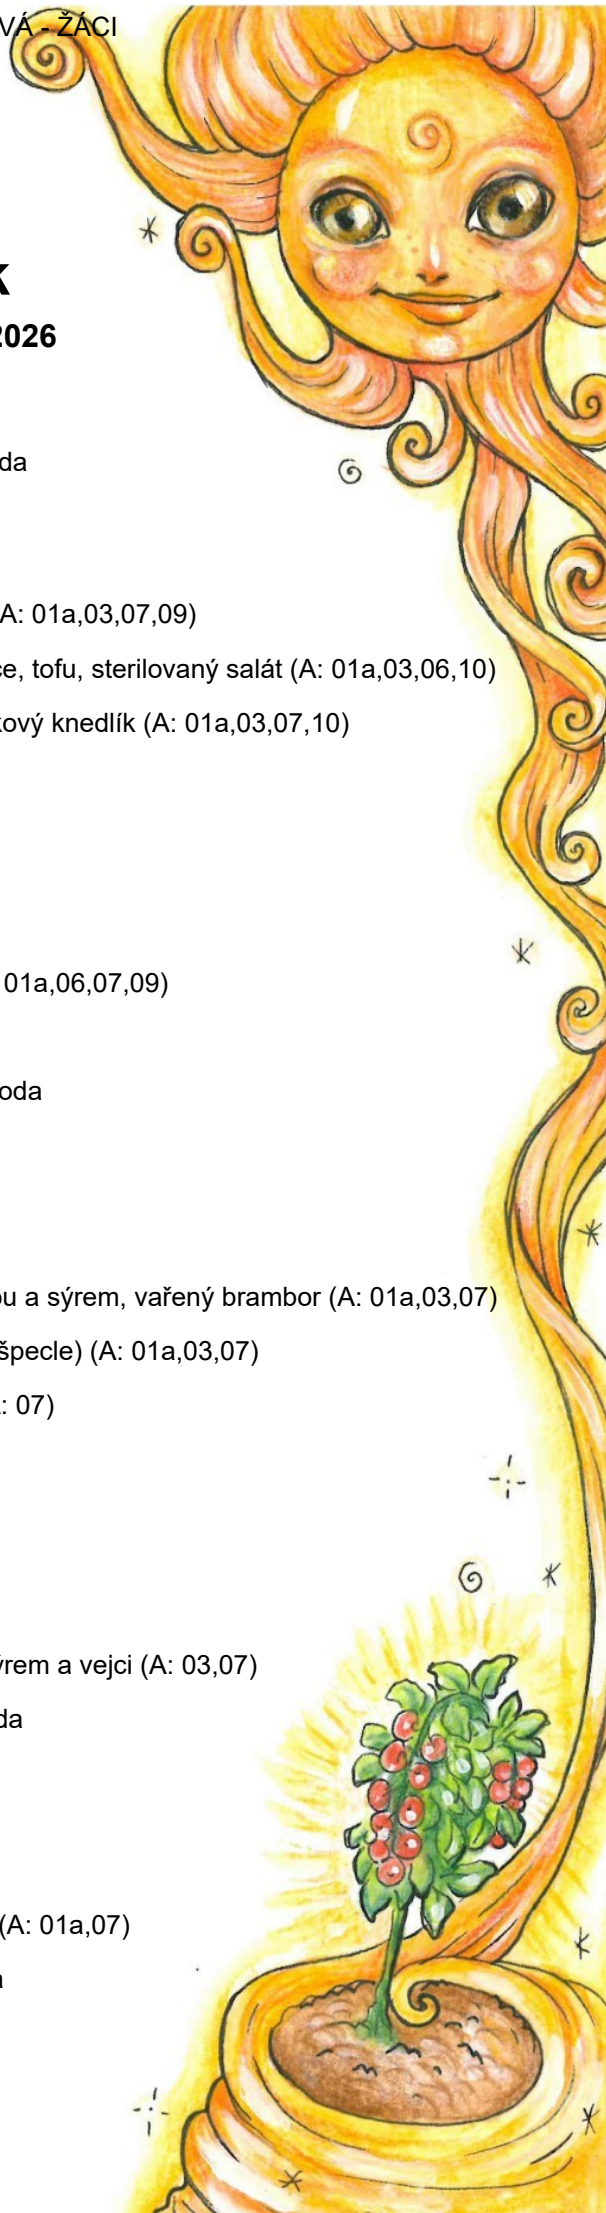 VÁ - ŽÁCI
k
2026
da
A: 01a,03,07,09)
ce, tofu, sterilovaný salát (A: 01a,03,06,10)
kový knedlík (A: 01a,03,07,10)
01a,06,07,09)
oda
ou a sýrem, vařený brambor (A: 01a,03,07)
špecle) (A: 01a,03,07)
: 07)
ýrem a vejci (A: 03,07)
da
(A: 01a,07)
a